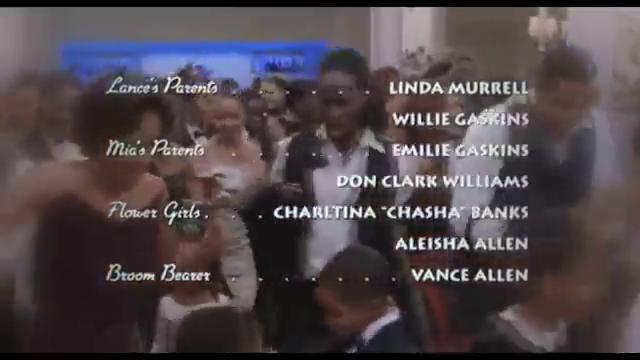 Lance's Parents . . . . . . . LINDA MURRELL
WILLIE GASKINS
Mia's Parents . . . . . . . EMILIE GASKINS
DON CLARK WILLIAMS
Flower Girls . . . CHARLTINA "CHASHA" BANKS
ALEISHA ALLEN
Broom Bearer . . . . . . . . VANCE ALLEN